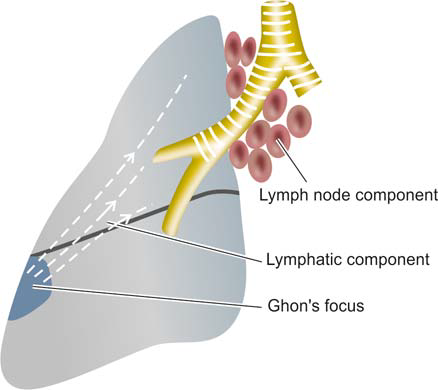 Lymph node component
Lymphatic component
Ghon's focus